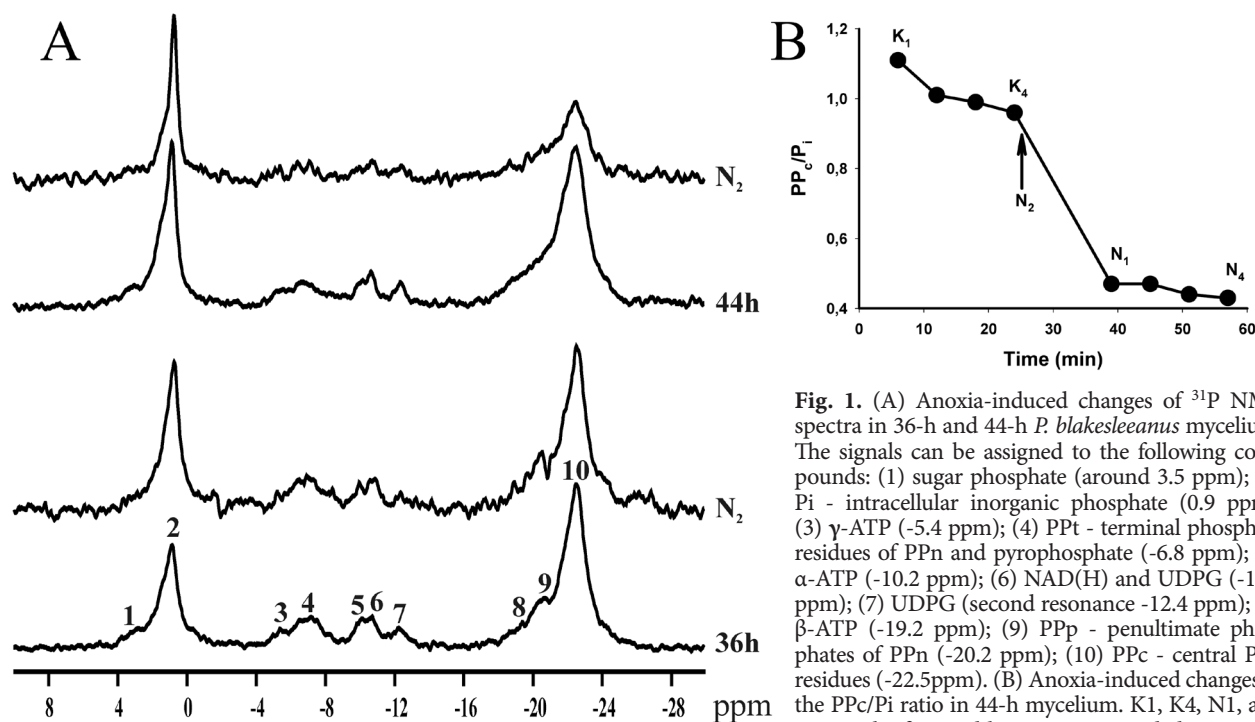 A
N₂
44h
N₂
1 2 3 4 5 6 7 8 9 10
36h
8 4 0 -4 -8 -12 -16 -20 -24 -28 ppm
B
1,2
1,0
0,8
0,6
0,4
PPc/Pi
K₁
K₄
N₂
N₁
N₄
0 10 20 30 40 50 60
Time (min)
Fig. 1. (A) Anoxia-induced changes of ³¹P NM
spectra in 36-h and 44-h P. blakesleeanus myceliu
The signals can be assigned to the following co
pounds: (1) sugar phosphate (around 3.5 ppm);
Pi - intracellular inorganic phosphate (0.9 ppm
(3) γ-ATP (-5.4 ppm); (4) PPt - terminal phosph
residues of PPn and pyrophosphate (-6.8 ppm);
α-ATP (-10.2 ppm); (6) NAD(H) and UDPG (-1
ppm); (7) UDPG (second resonance -12.4 ppm);
β-ATP (-19.2 ppm); (9) PPp - penultimate pho
phates of PPn (-20.2 ppm); (10) PPc - central P
residues (-22.5ppm). (B) Anoxia-induced changes
the PPc/Pi ratio in 44-h mycelium. K1, K4, N1, a